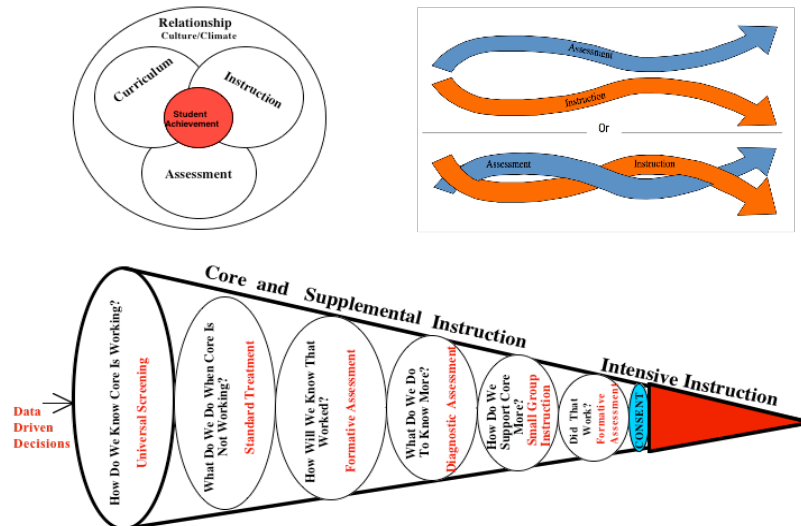 Relationship
Culture/Climate
Curriculum
Instruction
Student
Achievement
Assessment
Assessment
Instruction
Or
Assessment
Instruction
Core and Supplemental Instruction
Intensive Instruction
Data
Driven
Decisions
How Do We Know Core Is Working?
Universal Screening
What Do We Do When Core Is
Not Working?
Standard Treatment
How Will We Know That
Worked?
Formative Assessment
What Do We Do
To Know More?
Diagnostic Assessment
How Do We
Support Core
More?
Small Group
Instruction
Did That
Work?
Formative
Assessment
CONSENT